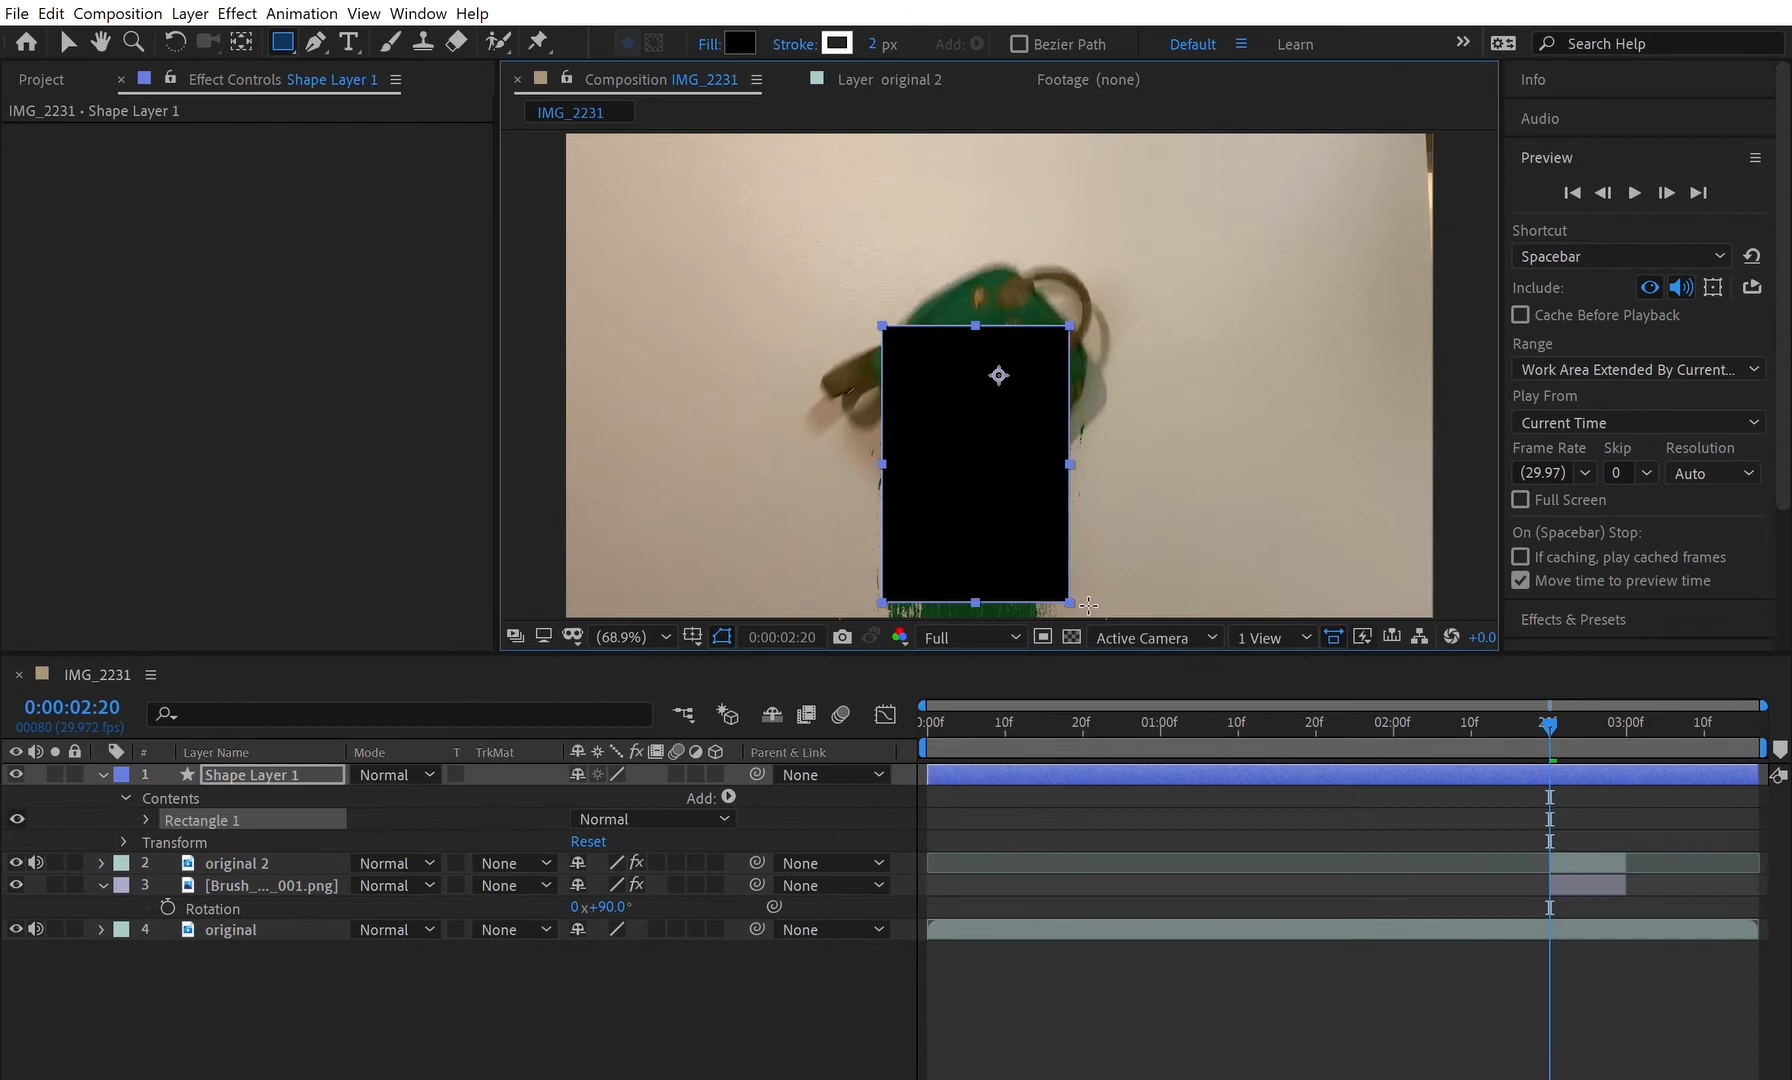 File Edit Composition Layer Effect Animation View Window Help
Fill: Stroke: 2 px Add: Bezier Path Default Learn Search Help
Project Effect Controls Shape Layer 1 Composition IMG_2231 Layer original 2 Footage (none) Info
IMG_2231 • Shape Layer 1 IMG_2231
Audio
Preview
Shortcut
Spacebar
Include:
Cache Before Playback
Range
Work Area Extended By Current...
Play From
Current Time
Frame Rate Skip Resolution
(29.97) 0 Auto
Full Screen
On (Spacebar) Stop:
If caching, play cached frames
Move time to preview time
Effects & Presets
(68.9%) 0:00:02:20 Full Active Camera 1 View +0.0
IMG_2231
0:00:02:20
00080 (29.972 fps)
10f 20f 01:00f 10f 20f 02:00f 10f 03:00f 10f
# Layer Name Mode T TrkMat fx Parent & Link
1 Shape Layer 1 Normal None
Contents Add:
Rectangle 1 Normal
Transform Reset
2 original 2 Normal None fx None
3 [Brush_..._001.png] Normal None fx None
Rotation 0x+90.0°
4 original Normal None None